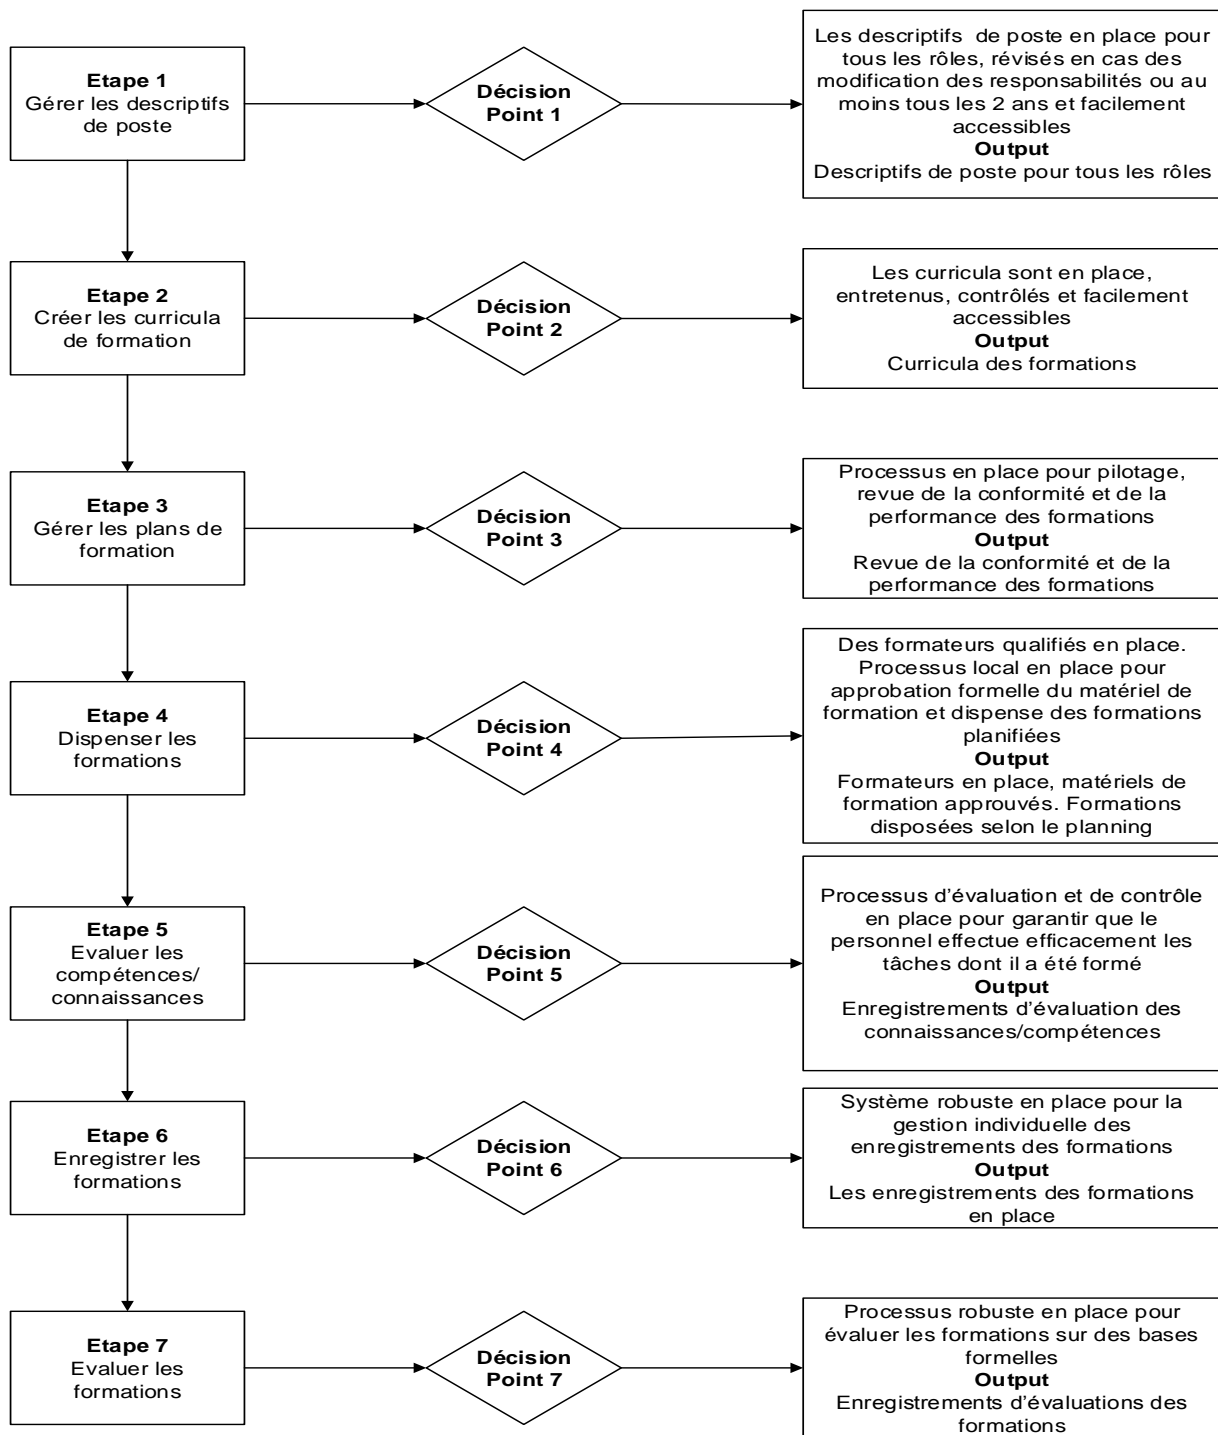 Etape 1
Gérer les descriptifs
de poste
Décision
Point 1
Les descriptifs de poste en place pour
tous les rôles, révisés en cas des
modification des responsabilités ou au
moins tous les 2 ans et facilement
accessibles
Output
Descriptifs de poste pour tous les rôles
Etape 2
Créer les curricula
de formation
Décision
Point 2
Les curricula sont en place,
entretenus, contrôlés et facilement
accessibles
Output
Curricula des formations
Etape 3
Gérer les plans de
formation
Décision
Point 3
Processus en place pour pilotage,
revue de la conformité et de la
performance des formations
Output
Revue de la conformité et de la
performance des formations
Etape 4
Dispenser les
formations
Décision
Point 4
Des formateurs qualifiés en place.
Processus local en place pour
approbation formelle du matériel de
formation et dispense des formations
planifiées
Output
Formateurs en place, matériels de
formation approuvés. Formations
disposées selon le planning
Etape 5
Evaluer les
compétences/
connaissances
Décision
Point 5
Processus d’évaluation et de contrôle
en place pour garantir que le
personnel effectue efficacement les
tâches dont il a été formé
Output
Enregistrements d’évaluation des
connaissances/compétences
Etape 6
Enregistrer les
formations
Décision
Point 6
Système robuste en place pour la
gestion individuelle des
enregistrements des formations
Output
Les enregistrements des formations
en place
Etape 7
Evaluer les
formations
Décision
Point 7
Processus robuste en place pour
évaluer les formations sur des bases
formelles
Output
Enregistrements d’évaluations des
formations